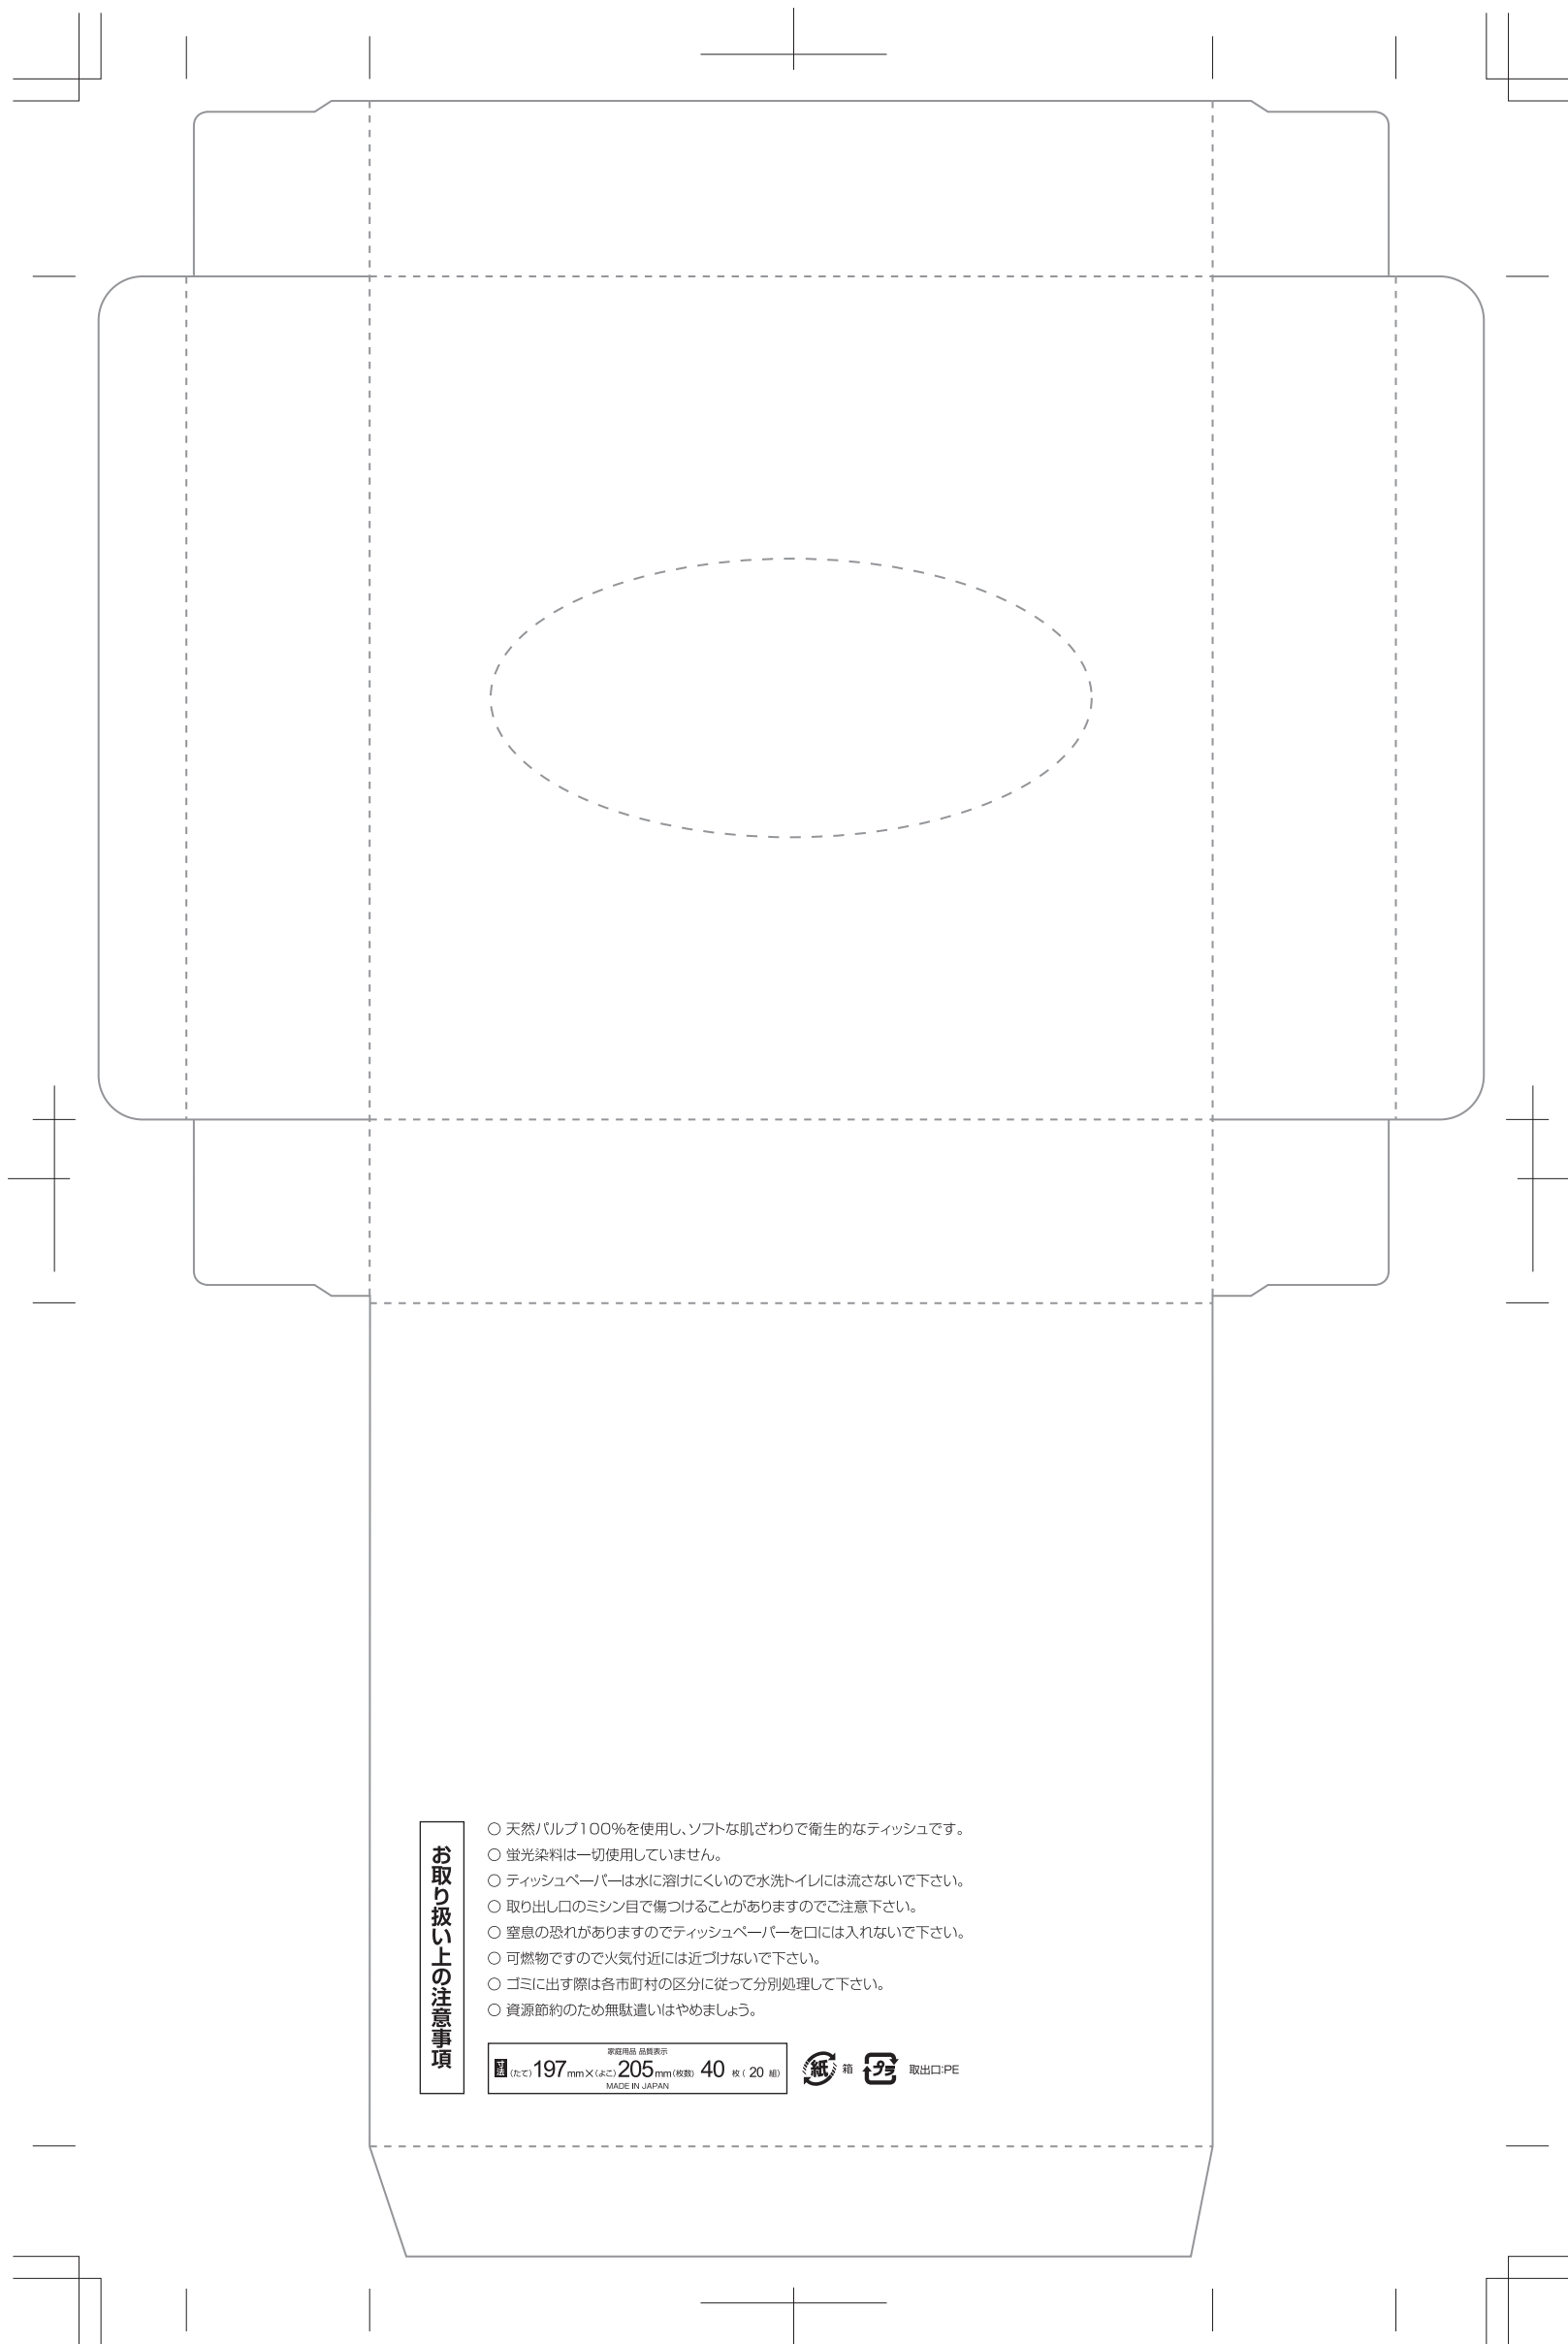 お取り扱い上の注意事項
○ 天然パルプ100%を使用し、ソフトな肌ざわりで衛生的なティッシュです。
○ 蛍光染料は一切使用していません。
○ ティッシュペーパーは水に溶けにくいので水洗トイレには流さないで下さい。
○ 取り出し口のミシン目で傷つけることがありますのでご注意下さい。
○ 窒息の恐れがありますのでティッシュペーパーを口には入れないで下さい。
○ 可燃物ですので火気付近には近づけないで下さい。
○ ゴミに出す際は各市町村の区分に従って分別処理して下さい。
○ 資源節約のため無駄遣いはやめましょう。
家庭用品 品質表示
寸法 (たて)197mm×(よこ)205mm(枚数) 40 枚( 20 組)
MADE IN JAPAN
紙 箱 プラ 取出口:PE